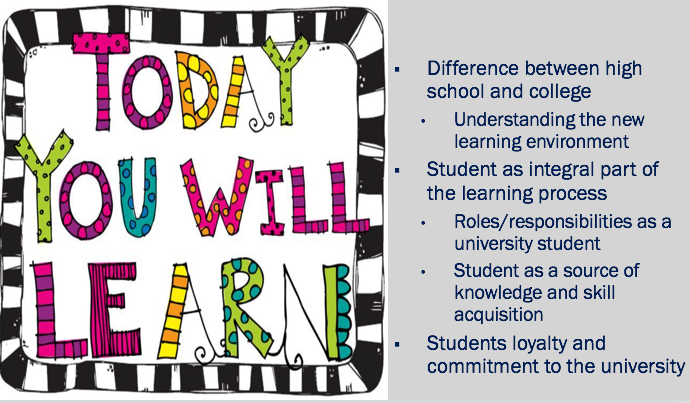 TODAY
YOU WILL
LEARN
▪ Difference between high
school and college
• Understanding the new
learning environment
▪ Student as integral part of
the learning process
• Roles/responsibilities as a
university student
• Student as a source of
knowledge and skill
acquisition
▪ Students loyalty and
commitment to the university